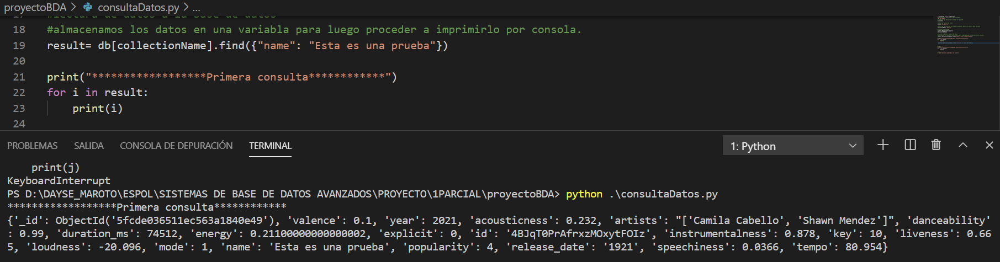 proyectoBDA > consultaDatos.py > ...
18 #almacenamos los datos en una variabla para luego proceder a imprimirlo por consola.
19 result= db[collectionName].find({"name": "Esta es una prueba"})
20
21 print("******************Primera consulta************")
22 for i in result:
23 print(i)
24
PROBLEMAS SALIDA CONSOLA DE DEPURACIÓN TERMINAL 1: Python
print(j)
KeyboardInterrupt
PS D:\DAYSE_MAROTO\ESPOL\SISTEMAS DE BASE DE DATOS AVANZADOS\PROYECTO\1PARCIAL\proyectoBDA> python .\consultaDatos.py
******************Primera consulta************
{'_id': ObjectId('5fcde036511ec563a1840e49'), 'valence': 0.1, 'year': 2021, 'acousticness': 0.232, 'artists': "['Camila Cabello', 'Shawn Mendez']", 'danceability'
: 0.99, 'duration_ms': 74512, 'energy': 0.21100000000000002, 'explicit': 0, 'id': '4BJqT0PrAfrxzMOxytFOIz', 'instrumentalness': 0.878, 'key': 10, 'liveness': 0.66
5, 'loudness': -20.096, 'mode': 1, 'name': 'Esta es una prueba', 'popularity': 4, 'release_date': '1921', 'speechiness': 0.0366, 'tempo': 80.954}